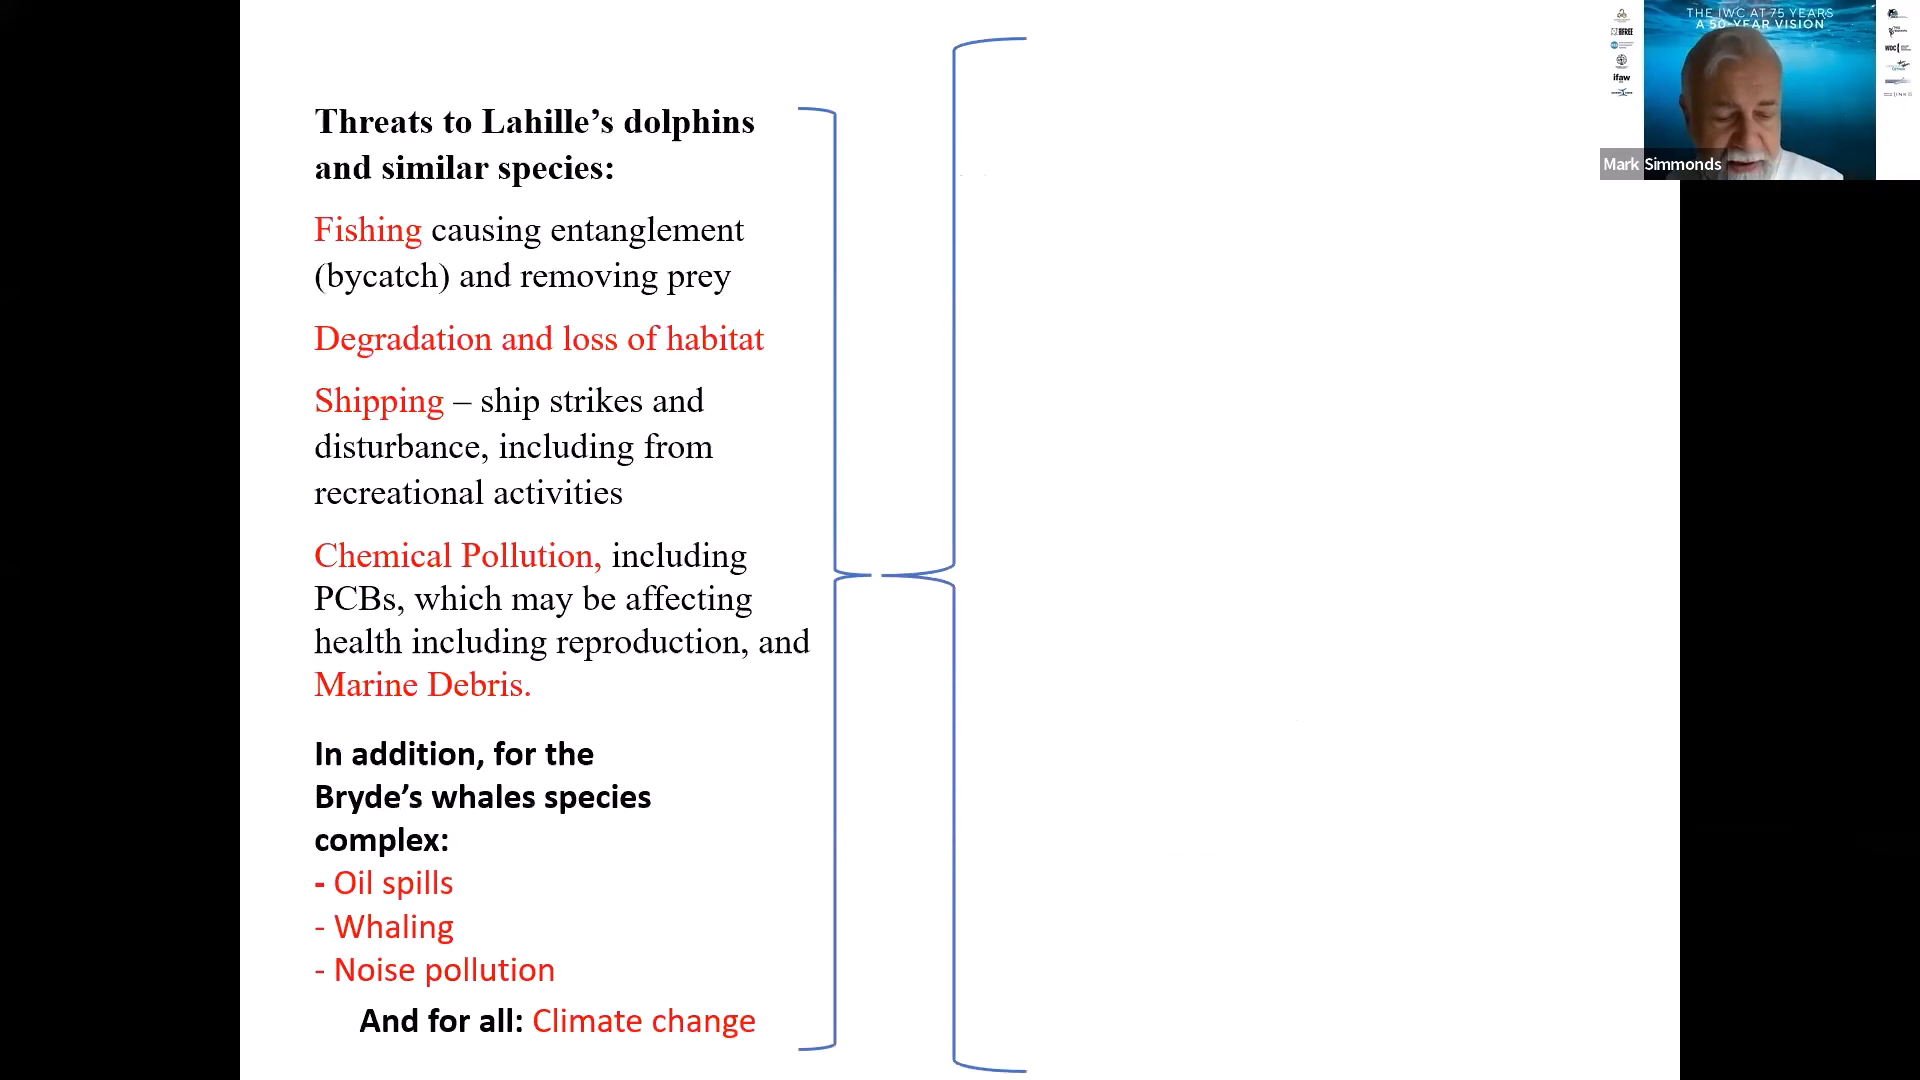 Threats to Lahille’s dolphins
and similar species:
Fishing causing entanglement
(bycatch) and removing prey
Degradation and loss of habitat
Shipping – ship strikes and
disturbance, including from
recreational activities
Chemical Pollution, including
PCBs, which may be affecting
health including reproduction, and
Marine Debris.
In addition, for the
Bryde’s whales species
complex:
- Oil spills
- Whaling
- Noise pollution
And for all: Climate change
THE IWC AT 75 YEARS
A 50-YEAR VISION
ifaw
WDC
Mark Simmonds